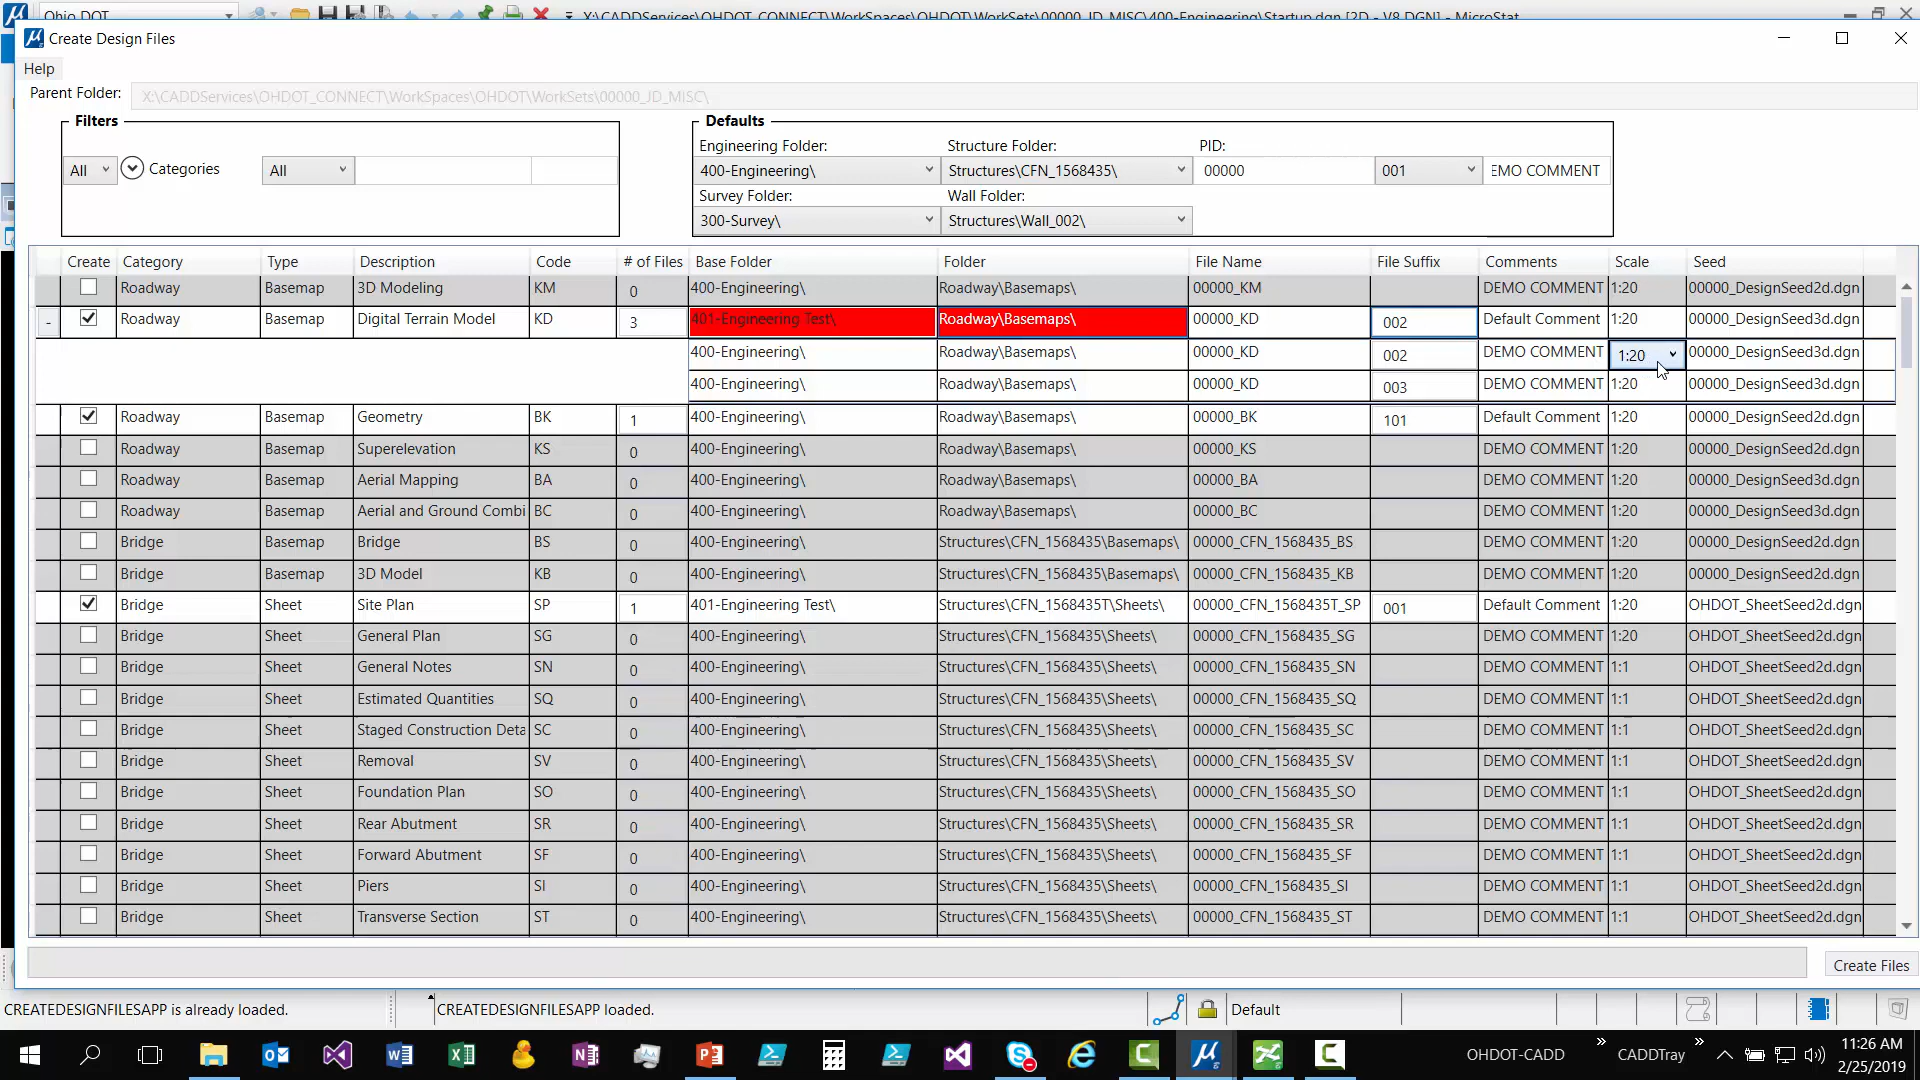 Ohio DOT X:\CADDServices\OHDOT_CONNECT\WorkSpaces\OHDOT\WorkSets\00000_JD_MISC\400-Engineering\Startup.dgn [2D - V8 DGN] - MicroStat
Create Design Files
Help
Parent Folder: X:\CADDServices\OHDOT_CONNECT\WorkSpaces\OHDOT\WorkSets\00000_JD_MISC\
Filters Defaults
Engineering Folder: Structure Folder: PID:
All Categories All 400-Engineering\ Structures\CFN_1568435\ 00000 001 EMO COMMENT
Survey Folder: Wall Folder:
300-Survey\ Structures\Wall_002\
Create Category Type Description Code # of Files Base Folder Folder File Name File Suffix Comments Scale Seed
Roadway Basemap 3D Modeling KM 0 400-Engineering\ Roadway\Basemaps\ 00000_KM DEMO COMMENT 1:20 00000_DesignSeed2d.dgn
- Roadway Basemap Digital Terrain Model KD 3 401-Engineering Test\ Roadway\Basemaps\ 00000_KD 002 Default Comment 1:20 00000_DesignSeed3d.dgn
400-Engineering\ Roadway\Basemaps\ 00000_KD 002 DEMO COMMENT 1:20 00000_DesignSeed3d.dgn
400-Engineering\ Roadway\Basemaps\ 00000_KD 003 DEMO COMMENT 1:20 00000_DesignSeed3d.dgn
Roadway Basemap Geometry BK 1 400-Engineering\ Roadway\Basemaps\ 00000_BK 101 Default Comment 1:20 00000_DesignSeed2d.dgn
Roadway Basemap Superelevation KS 0 400-Engineering\ Roadway\Basemaps\ 00000_KS DEMO COMMENT 1:20 00000_DesignSeed2d.dgn
Roadway Basemap Aerial Mapping BA 0 400-Engineering\ Roadway\Basemaps\ 00000_BA DEMO COMMENT 1:20 00000_DesignSeed3d.dgn
Roadway Basemap Aerial and Ground Combi BC 0 400-Engineering\ Roadway\Basemaps\ 00000_BC DEMO COMMENT 1:20 00000_DesignSeed3d.dgn
Bridge Basemap Bridge BS 0 400-Engineering\ Structures\CFN_1568435\Basemaps\ 00000_CFN_1568435_BS DEMO COMMENT 1:20 00000_DesignSeed2d.dgn
Bridge Basemap 3D Model KB 0 400-Engineering\ Structures\CFN_1568435\Basemaps\ 00000_CFN_1568435_KB DEMO COMMENT 1:20 00000_DesignSeed2d.dgn
Bridge Sheet Site Plan SP 1 401-Engineering Test\ Structures\CFN_1568435T\Sheets\ 00000_CFN_1568435T_SP 001 Default Comment 1:20 OHDOT_SheetSeed2d.dgn
Bridge Sheet General Plan SG 0 400-Engineering\ Structures\CFN_1568435\Sheets\ 00000_CFN_1568435_SG DEMO COMMENT 1:20 OHDOT_SheetSeed2d.dgn
Bridge Sheet General Notes SN 0 400-Engineering\ Structures\CFN_1568435\Sheets\ 00000_CFN_1568435_SN DEMO COMMENT 1:1 OHDOT_SheetSeed2d.dgn
Bridge Sheet Estimated Quantities SQ 0 400-Engineering\ Structures\CFN_1568435\Sheets\ 00000_CFN_1568435_SQ DEMO COMMENT 1:1 OHDOT_SheetSeed2d.dgn
Bridge Sheet Staged Construction Deta SC 0 400-Engineering\ Structures\CFN_1568435\Sheets\ 00000_CFN_1568435_SC DEMO COMMENT 1:1 OHDOT_SheetSeed2d.dgn
Bridge Sheet Removal SV 0 400-Engineering\ Structures\CFN_1568435\Sheets\ 00000_CFN_1568435_SV DEMO COMMENT 1:1 OHDOT_SheetSeed2d.dgn
Bridge Sheet Foundation Plan SO 0 400-Engineering\ Structures\CFN_1568435\Sheets\ 00000_CFN_1568435_SO DEMO COMMENT 1:1 OHDOT_SheetSeed2d.dgn
Bridge Sheet Rear Abutment SR 0 400-Engineering\ Structures\CFN_1568435\Sheets\ 00000_CFN_1568435_SR DEMO COMMENT 1:1 OHDOT_SheetSeed2d.dgn
Bridge Sheet Forward Abutment SF 0 400-Engineering\ Structures\CFN_1568435\Sheets\ 00000_CFN_1568435_SF DEMO COMMENT 1:1 OHDOT_SheetSeed2d.dgn
Bridge Sheet Piers SI 0 400-Engineering\ Structures\CFN_1568435\Sheets\ 00000_CFN_1568435_SI DEMO COMMENT 1:1 OHDOT_SheetSeed2d.dgn
Bridge Sheet Transverse Section ST 0 400-Engineering\ Structures\CFN_1568435\Sheets\ 00000_CFN_1568435_ST DEMO COMMENT 1:1 OHDOT_SheetSeed2d.dgn
Create Files
CREATEDESIGNFILESAPP is already loaded. CREATEDESIGNFILESAPP loaded. Default
OHDOT-CADD CADDTray 11:26 AM
2/25/2019